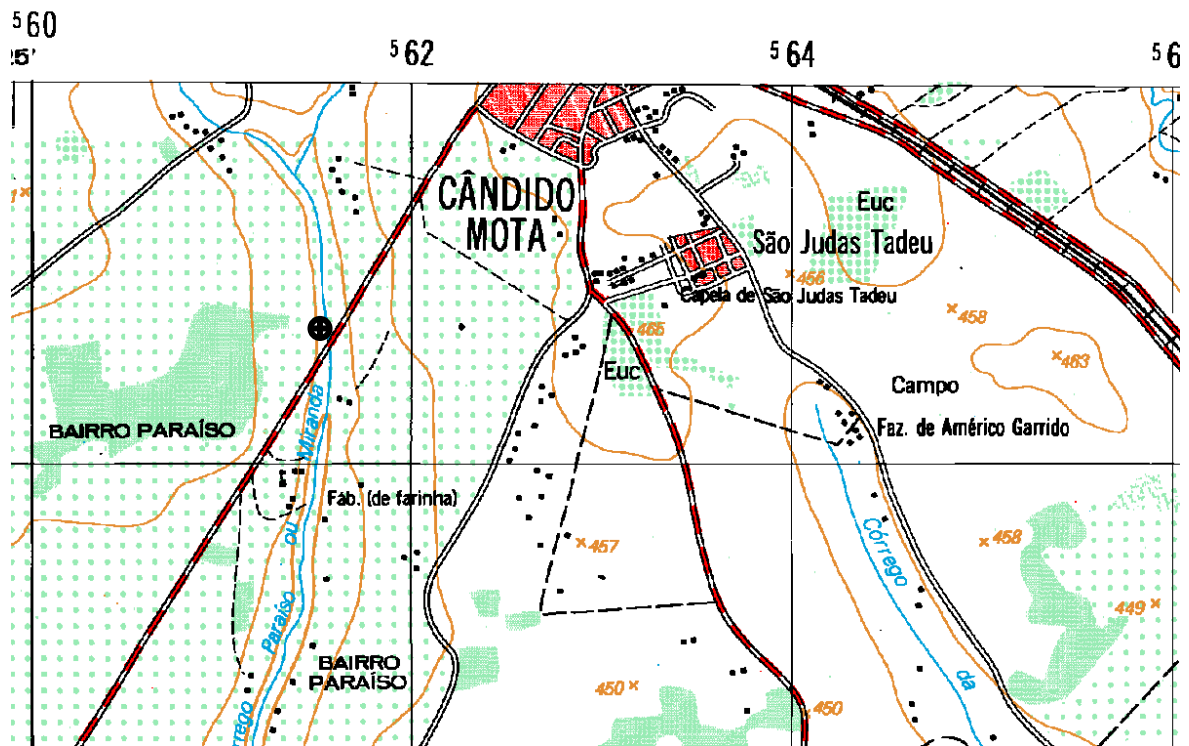 560
25'
562
564
56
CÂNDIDO
MOTA
Euc
São Judas Tadeu
456
Capela de São Judas Tadeu
458
465
463
Euc
Campo
Miranda
BAIRRO PARAÍSO
Faz. de Américo Garrido
Fáb. (de farinha)
ou
Córrego
457
458
Paraíso
449
BAIRRO
PARAÍSO
450
da
450
rrego